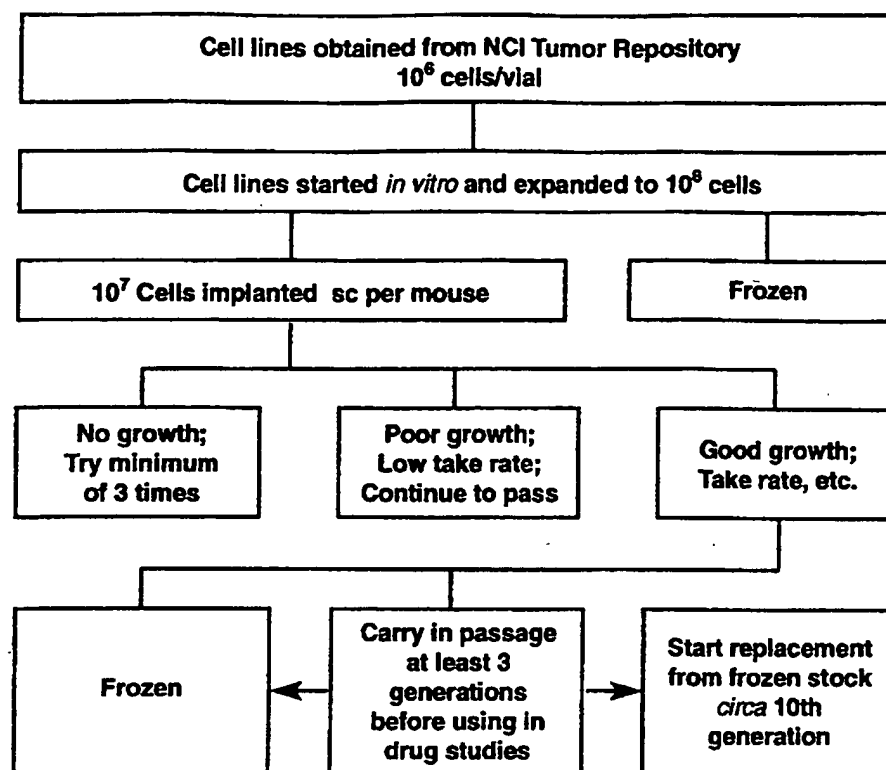 Cell lines obtained from NCI Tumor Repository
10⁶ cells/vial
Cell lines started in vitro and expanded to 10⁸ cells
10⁷ Cells implanted sc per mouse
Frozen
No growth;
Try minimum
of 3 times
Poor growth;
Low take rate;
Continue to pass
Good growth;
Take rate, etc.
Frozen
Carry in passage
at least 3
generations
before using in
drug studies
Start replacement
from frozen stock
circa 10th
generation